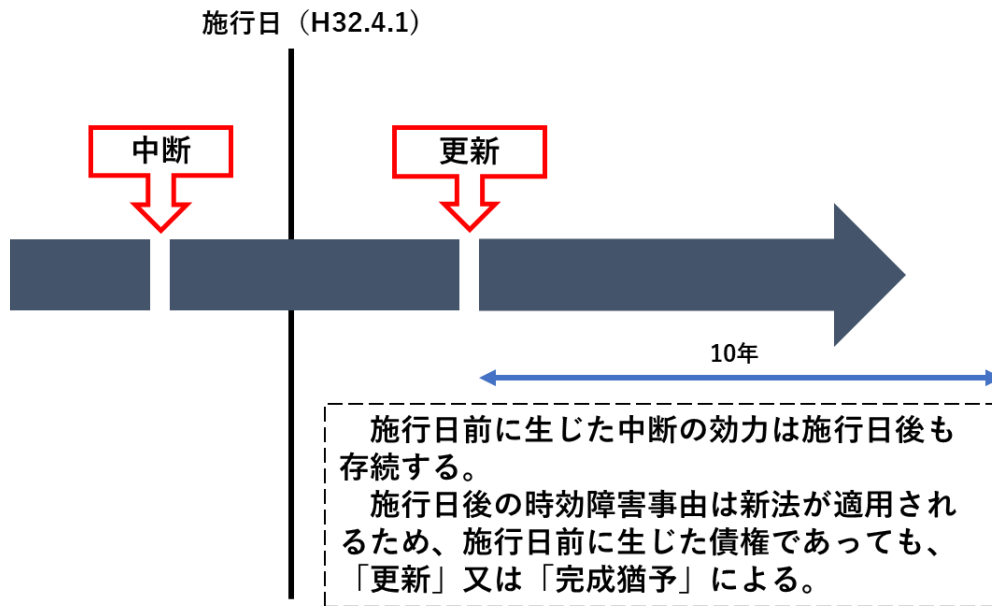 施行日（H32.4.1）
中断
更新
10年
　施行日前に生じた中断の効力は施行日後も
存続する。
　施行日後の時効障害事由は新法が適用され
るため、施行日前に生じた債権であっても、
「更新」又は「完成猶予」による。